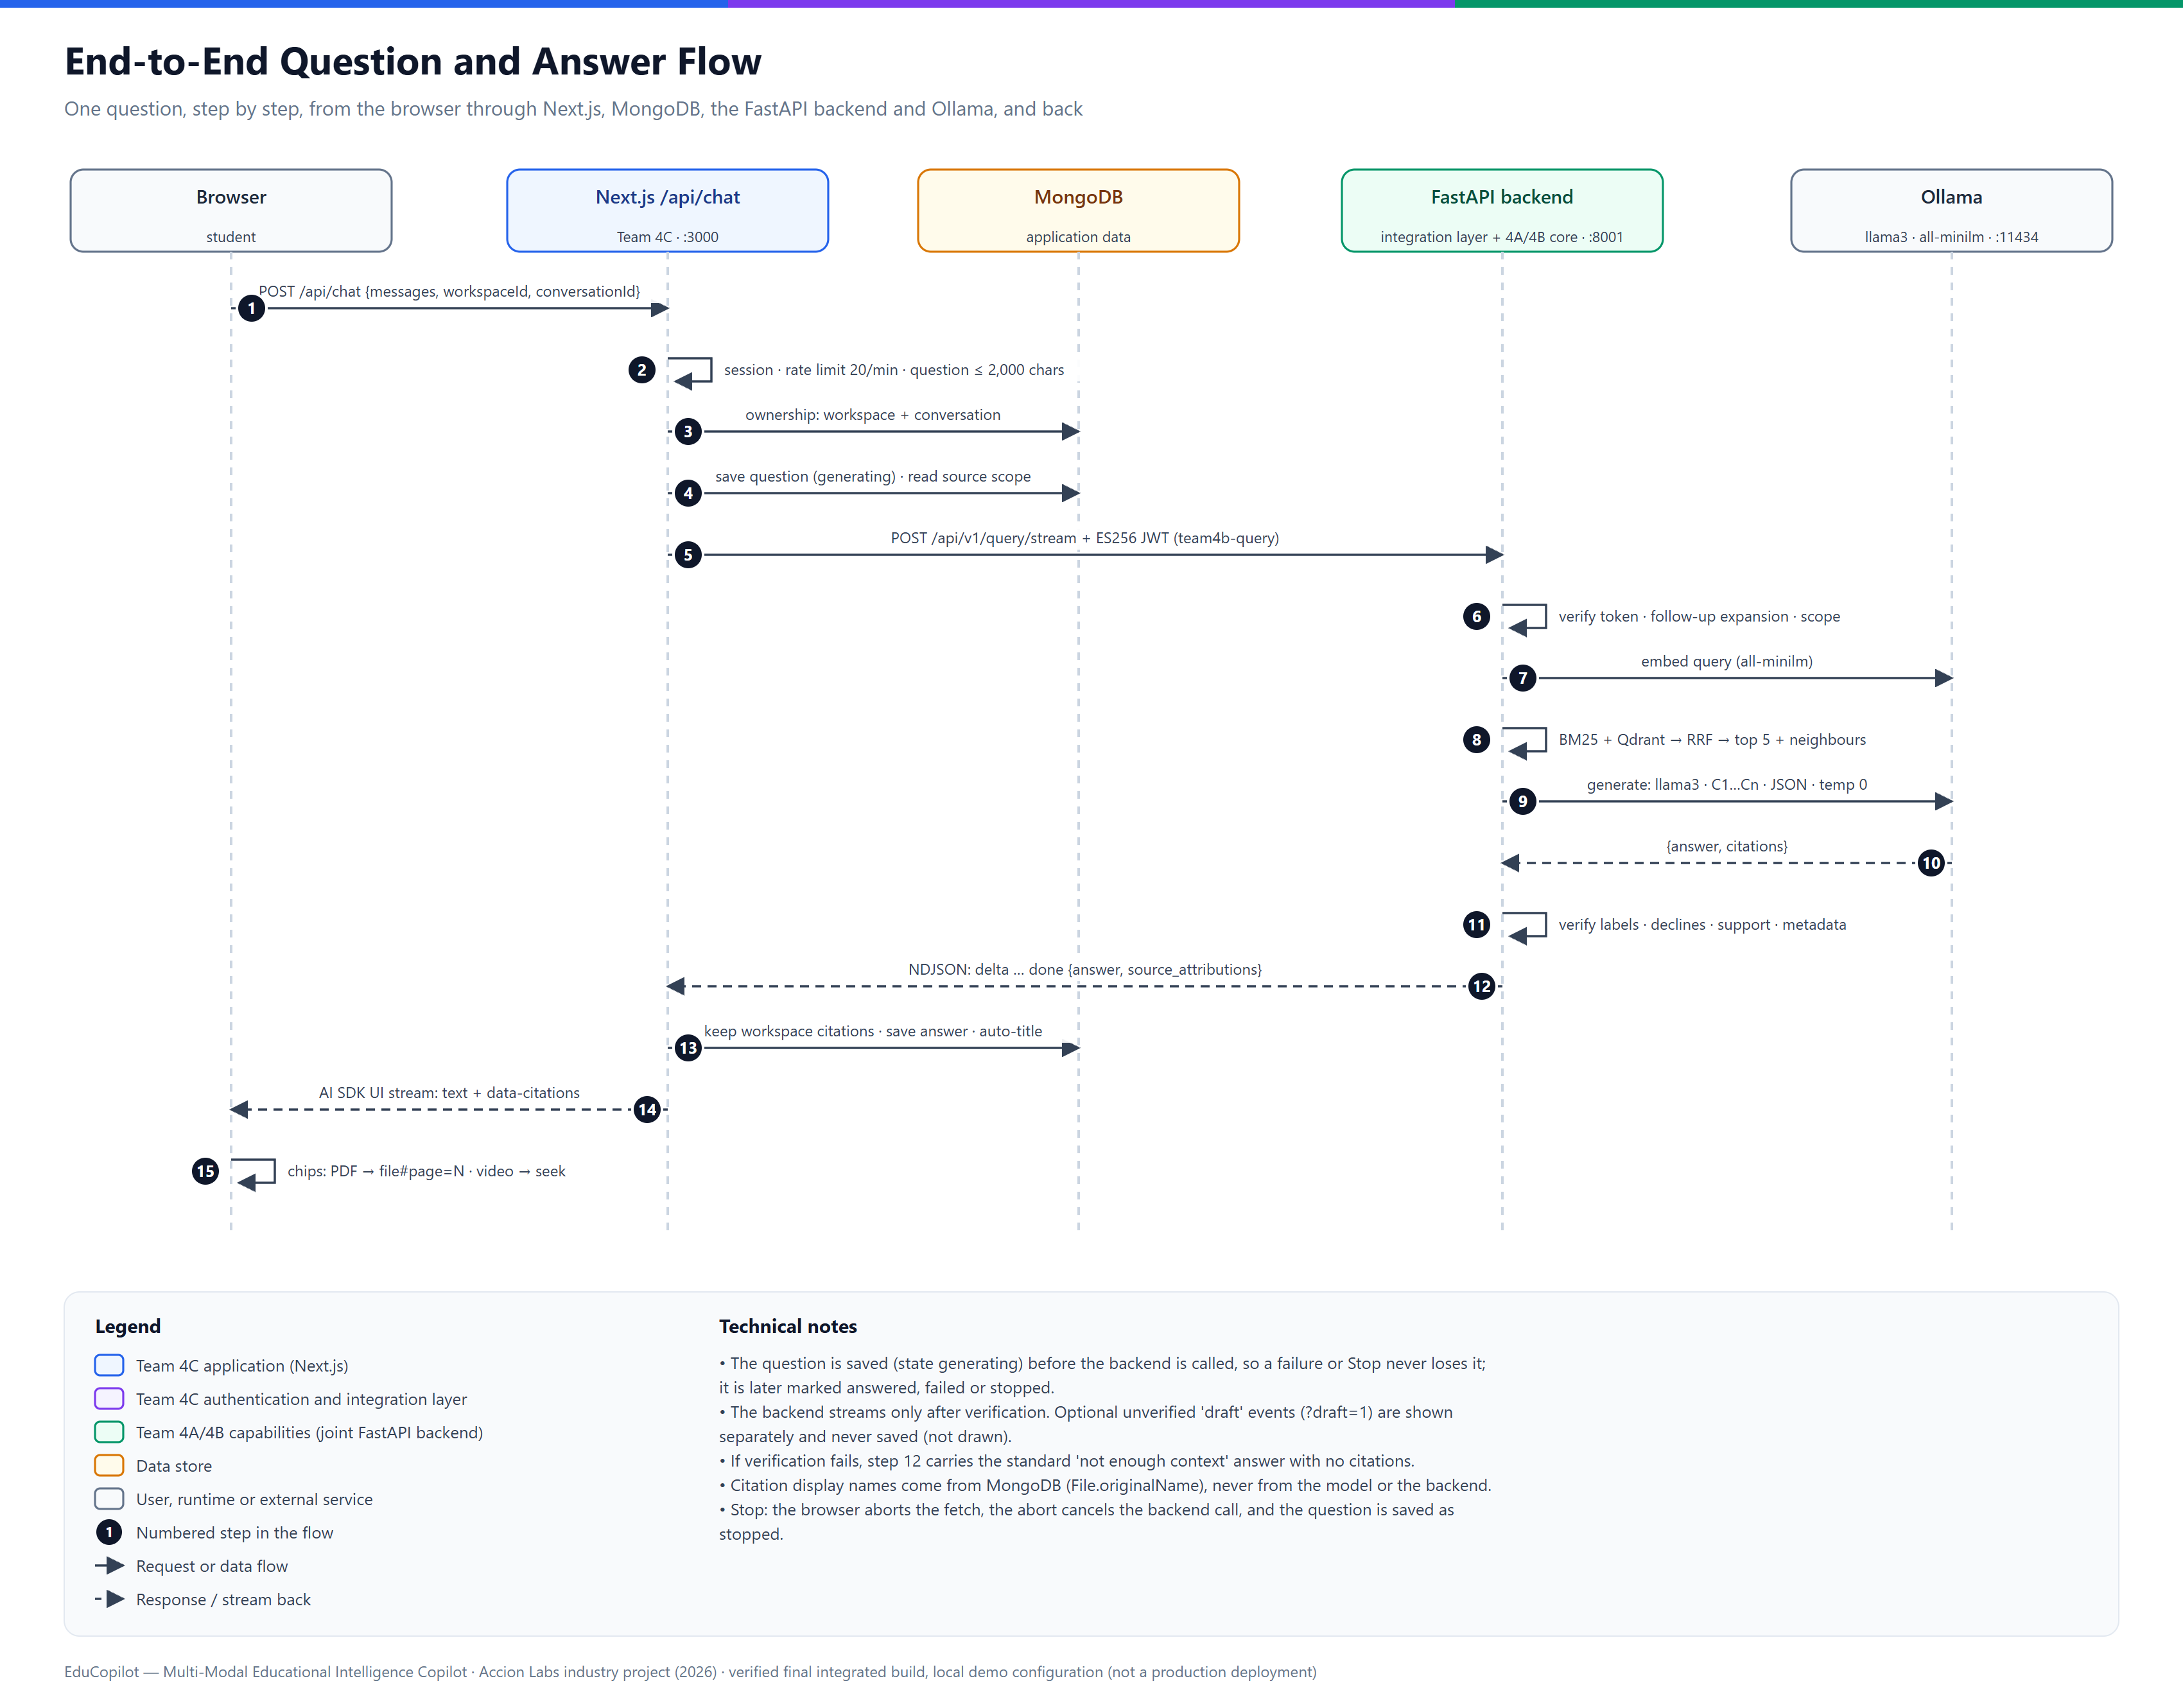 End-to-End Question and Answer Flow
One question, step by step, from the browser through Next.js, MongoDB, the FastAPI backend and Ollama, and back
Browser
student
Next.js /api/chat
Team 4C · :3000
MongoDB
application data
FastAPI backend
integration layer + 4A/4B core · :8001
Ollama
llama3 · all-minilm · :11434
POST /api/chat {messages, workspaceId, conversationId}
1
2 session · rate limit 20/min · question ≤ 2,000 chars
ownership: workspace + conversation
3
save question (generating) · read source scope
4
POST /api/v1/query/stream + ES256 JWT (team4b-query)
5
6 verify token · follow-up expansion · scope
embed query (all-minilm)
7
8 BM25 + Qdrant → RRF → top 5 + neighbours
generate: llama3 · C1...Cn · JSON · temp 0
9
{answer, citations}
10
11 verify labels · declines · support · metadata
NDJSON: delta ... done {answer, source_attributions}
12
keep workspace citations · save answer · auto-title
13
AI SDK UI stream: text + data-citations
14
15 chips: PDF → file#page=N · video → seek
Legend
Team 4C application (Next.js)
Team 4C authentication and integration layer
Team 4A/4B capabilities (joint FastAPI backend)
Data store
User, runtime or external service
1 Numbered step in the flow
Request or data flow
Response / stream back
Technical notes
• The question is saved (state generating) before the backend is called, so a failure or Stop never loses it;
it is later marked answered, failed or stopped.
• The backend streams only after verification. Optional unverified 'draft' events (?draft=1) are shown
separately and never saved (not drawn).
• If verification fails, step 12 carries the standard 'not enough context' answer with no citations.
• Citation display names come from MongoDB (File.originalName), never from the model or the backend.
• Stop: the browser aborts the fetch, the abort cancels the backend call, and the question is saved as
stopped.
EduCopilot — Multi-Modal Educational Intelligence Copilot · Accion Labs industry project (2026) · verified final integrated build, local demo configuration (not a production deployment)